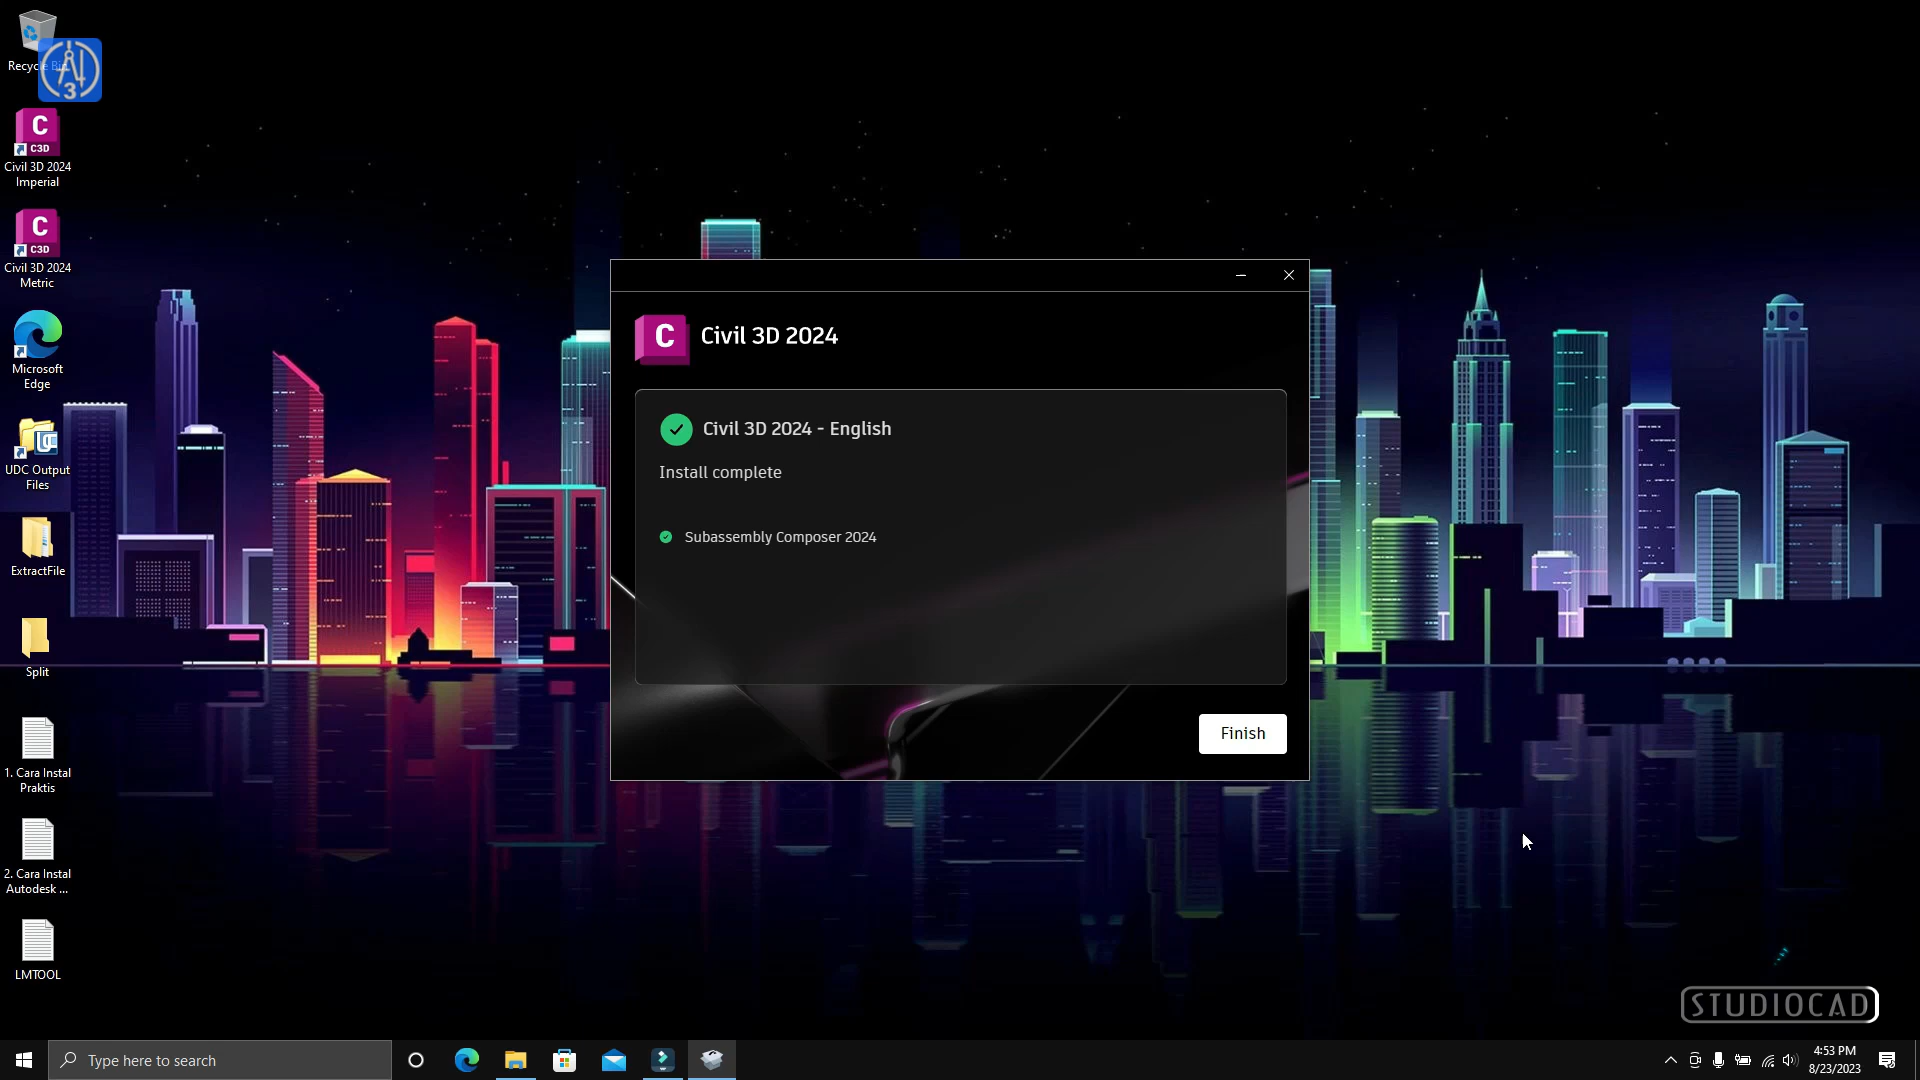 Recycle Bin
3
C
C3D
Civil 3D 2024
Imperial
C
C3D
Civil 3D 2024
Metric
Microsoft
Edge
UDC Output
Files
ExtractFile
Split
1. Cara Instal
Praktis
2. Cara Instal
Autodesk ...
LMTOOL
C
Civil 3D 2024
Civil 3D 2024 - English
Install complete
Subassembly Composer 2024
Finish
STUDIOCAD
Type here to search
4:53 PM
8/23/2023